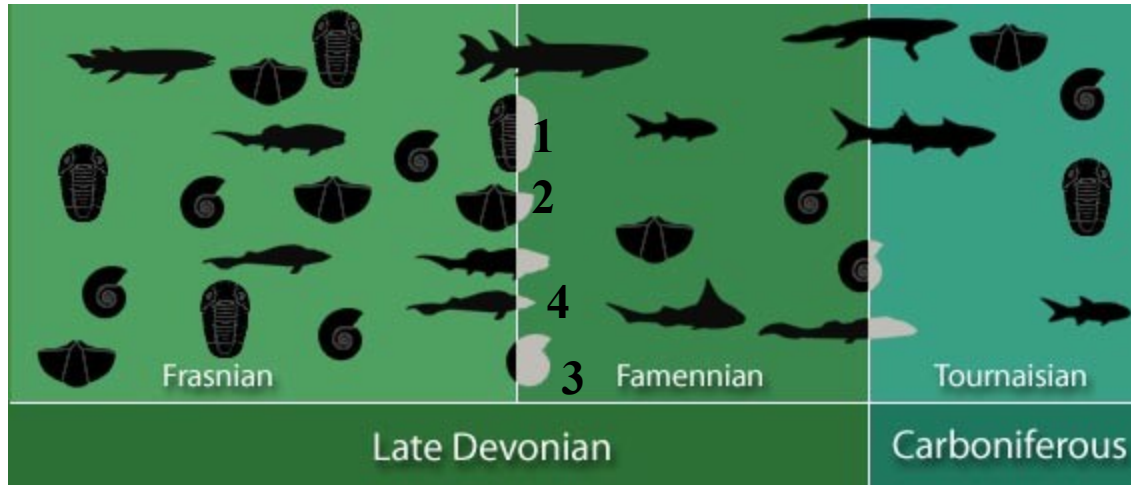 1
2
4
3
Frasnian
Famennian
Tournaisian
Late Devonian
Carboniferous